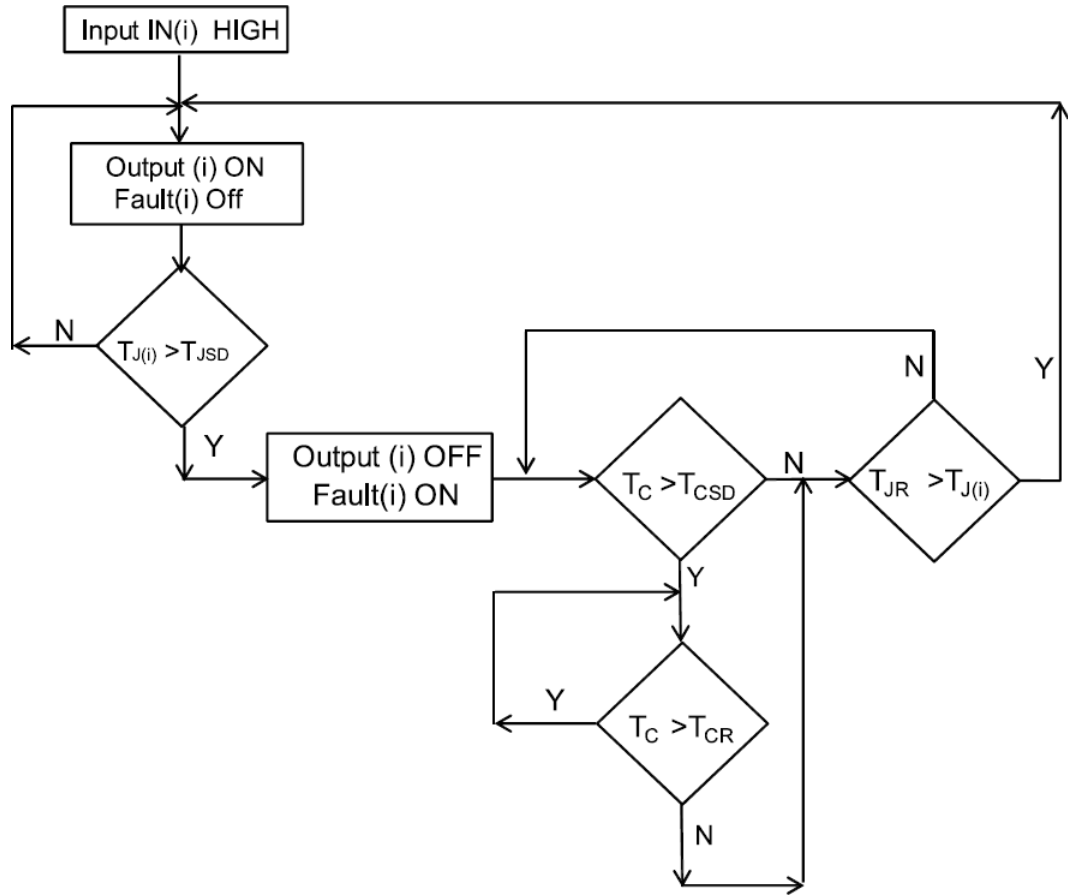 Input IN(i) HIGH
Output (i) ON
Fault(i) Off
N
TJ(i) >TJSD
Y
Output (i) OFF
Fault(i) ON
TC >TCSD
N
TJR >TJ(i)
N
Y
Y
TC >TCR
Y
N